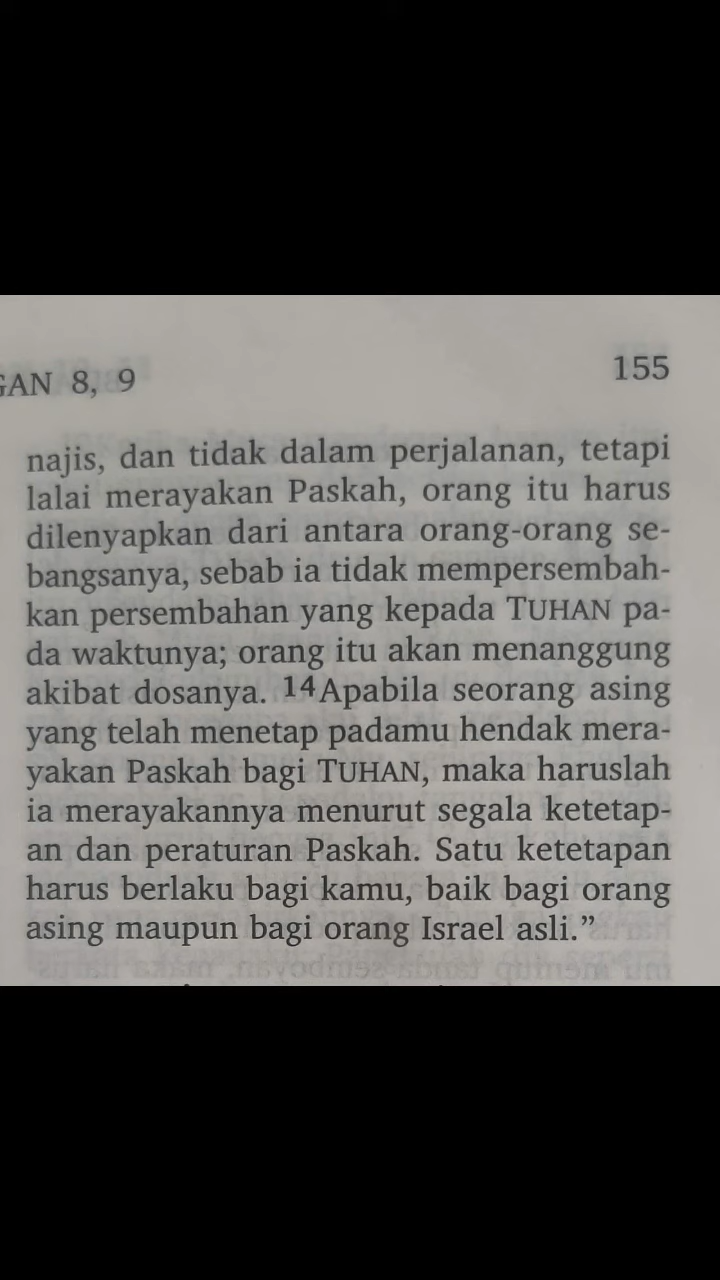 GAN 8, 9
155
najis, dan tidak dalam perjalanan, tetapi
lalai merayakan Paskah, orang itu harus
dilenyapkan dari antara orang-orang se-
bangsanya, sebab ia tidak mempersembah-
kan persembahan yang kepada TUHAN pa-
da waktunya; orang itu akan menanggung
akibat dosanya. 14Apabila seorang asing
yang telah menetap padamu hendak mera-
yakan Paskah bagi TUHAN, maka haruslah
ia merayakannya menurut segala ketetap-
an dan peraturan Paskah. Satu ketetapan
harus berlaku bagi kamu, baik bagi orang
asing maupun bagi orang Israel asli.”